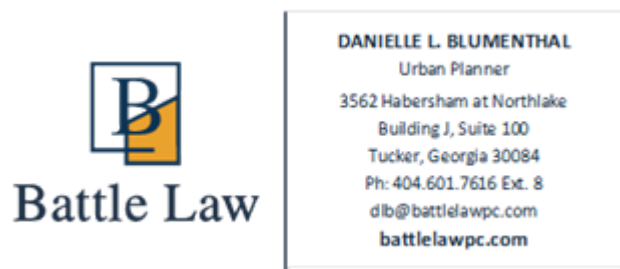 B
Battle Law
DANIELLE L. BLUMENTHAL
Urban Planner
3562 Habersham at Northlake
Building J, Suite 100
Tucker, Georgia 30084
Ph: 404.601.7616 Ext. 8
dlb@battlelawpc.com
battlelawpc.com